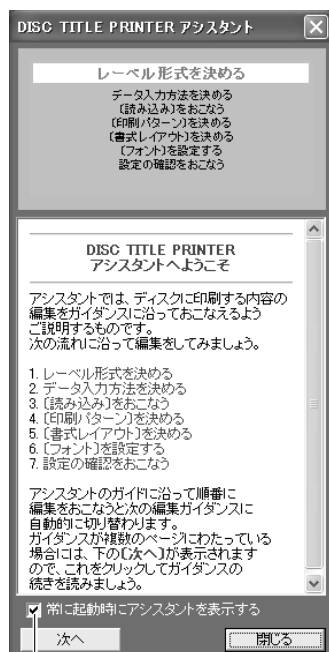 DISC TITLE PRINTER アシスタント
レーベル形式を決める
データ入力方法を決める
〔読み込み〕をおこなう
〔印刷パターン〕を決める
〔書式レイアウト〕を決める
〔フォント〕を設定する
設定の確認をおこなう
DISC TITLE PRINTER
アシスタントへようこそ
アシスタントでは、ディスクに印刷する内容の
編集をガイダンスに沿っておこなえるよう
ご説明するものです。
次の流れに沿って編集をしてみましょう。
1. レーベル形式を決める
2. データ入力方法を決める
3. 〔読み込み〕をおこなう
4. 〔印刷パターン〕を決める
5. 〔書式レイアウト〕を決める
6. 〔フォント〕を設定する
7. 設定の確認をおこなう
アシスタントのガイドに沿って順番に
編集をおこなうと次の編集ガイダンスに
自動的に切り替わります。
ガイダンスが複数のページにわたっている
場合には、下の〔次へ〕が表示されます
ので、これをクリックしてガイダンスの
続きを読みましょう。
常に起動時にアシスタントを表示する
次へ
閉じる